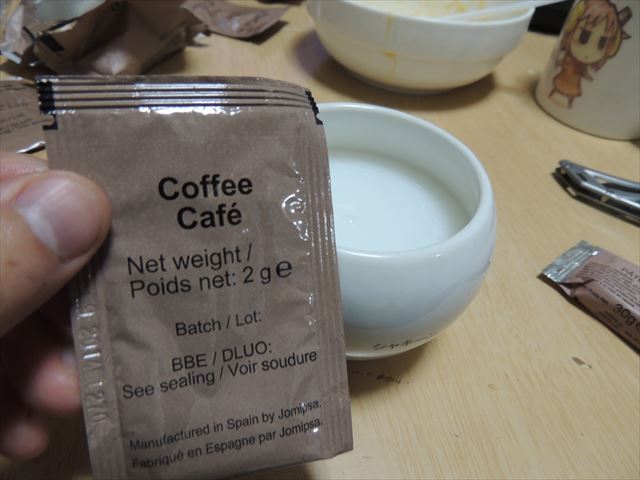 Coffee
Café
Net weight /
Poids net: 2 g e
Batch / Lot:
BBE / DLUO:
See sealing / Voir soudure
Manufactured in Spain by Jomipsa.
Fabriqué en Espagne par Jomipsa.
30g